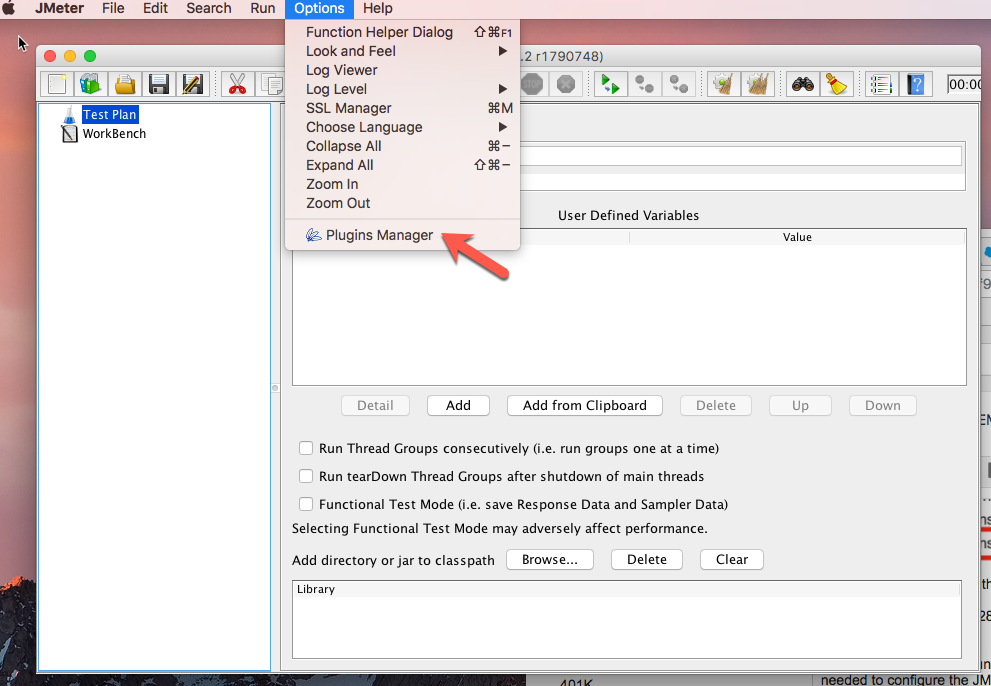 JMeter File Edit Search Run Options Help
Function Helper Dialog ⇧⌘F1
Look and Feel
Log Viewer
Log Level
SSL Manager ⌘M
Choose Language
Collapse All ⌘−
Expand All ⇧⌘−
Zoom In
Zoom Out
Plugins Manager
.2 r1790748)
00:00
Test Plan
WorkBench
User Defined Variables
Value
Detail Add Add from Clipboard Delete Up Down
Run Thread Groups consecutively (i.e. run groups one at a time)
Run tearDown Thread Groups after shutdown of main threads
Functional Test Mode (i.e. save Response Data and Sampler Data)
Selecting Functional Test Mode may adversely affect performance.
Add directory or jar to classpath Browse... Delete Clear
Library
401K
needed to configure the JM